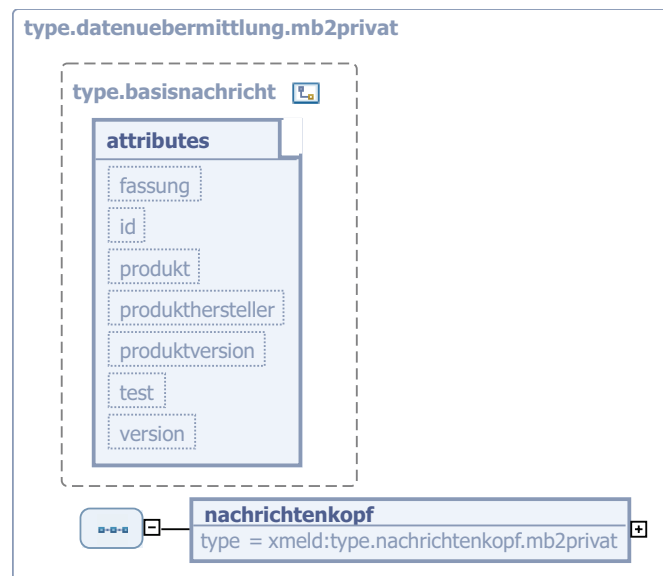 type.datenuebermittlung.mb2privat
type.basisnachricht
attributes
fassung
id
produkt
produkthersteller
produktversion
test
version
nachrichtenkopf
type = xmeld:type.nachrichtenkopf.mb2privat